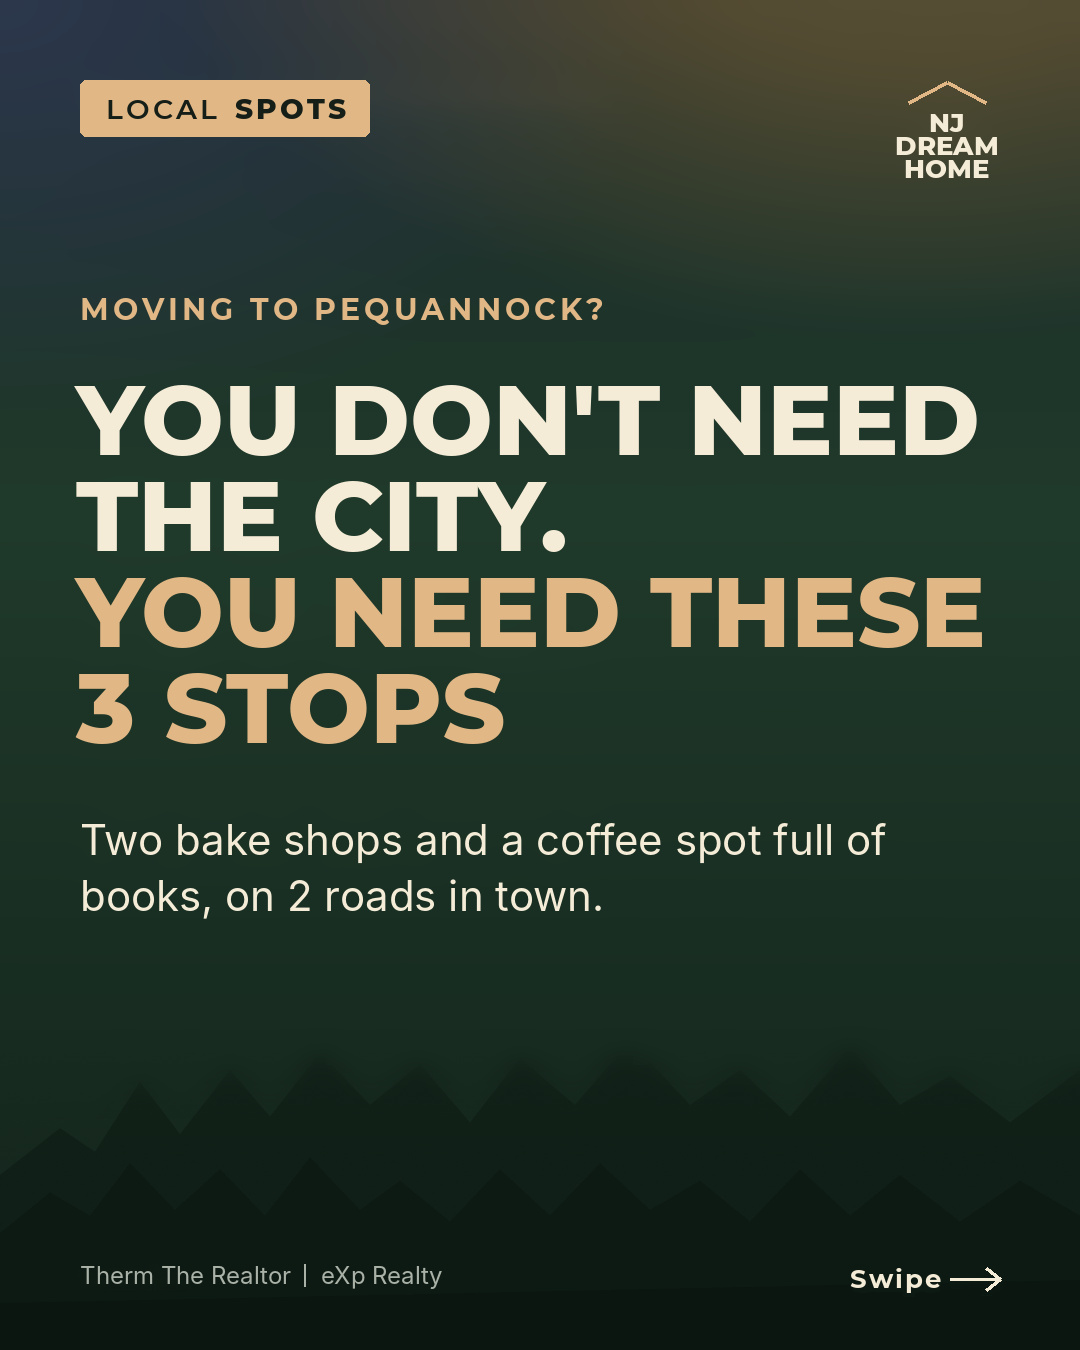 LOCAL SPOTS
NJ
DREAM
HOME
MOVING TO PEQUANNOCK?
YOU DON'T NEED
THE CITY.
YOU NEED THESE
3 STOPS
Two bake shops and a coffee spot full of
books, on 2 roads in town.
Therm The Realtor | eXp Realty
Swipe